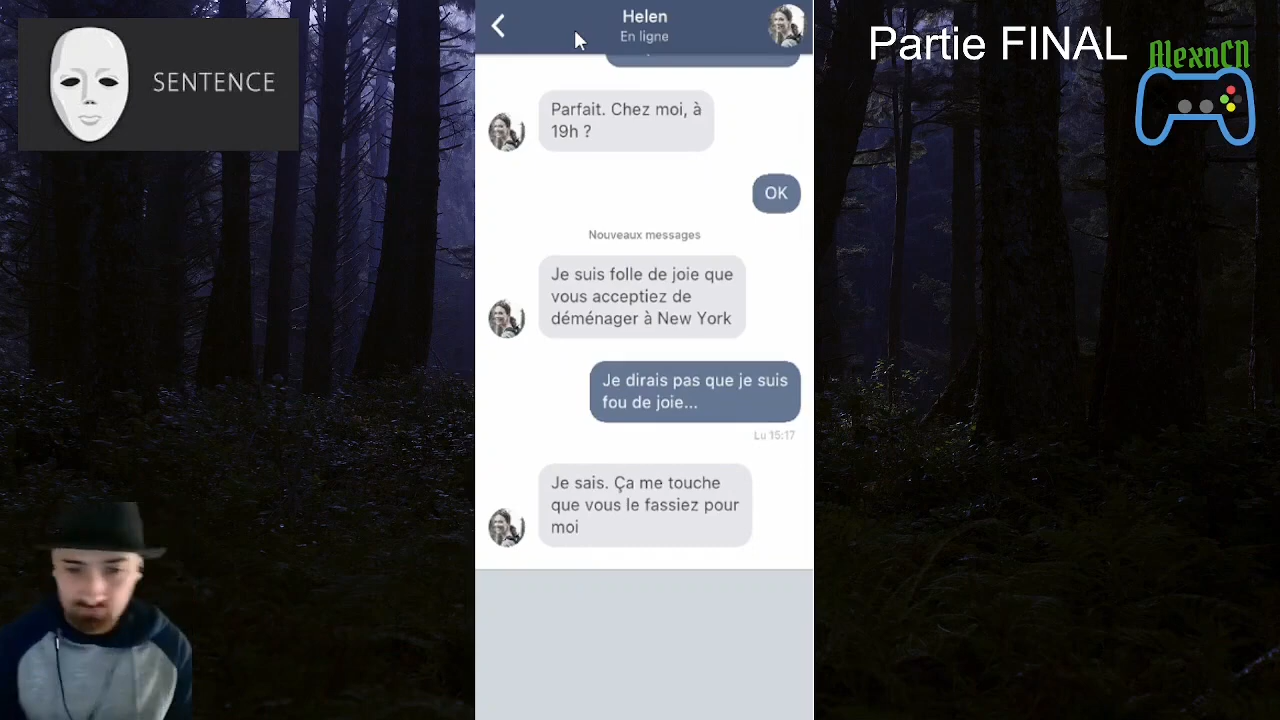 SENTENCE
Helen
En ligne
Partie FINAL
AlexnCN
Parfait. Chez moi, à
19h ?
OK
Nouveaux messages
Je suis folle de joie que
vous acceptiez de
déménager à New York
Je dirais pas que je suis
fou de joie...
Lu 15:17
Je sais. Ça me touche
que vous le fassiez pour
moi